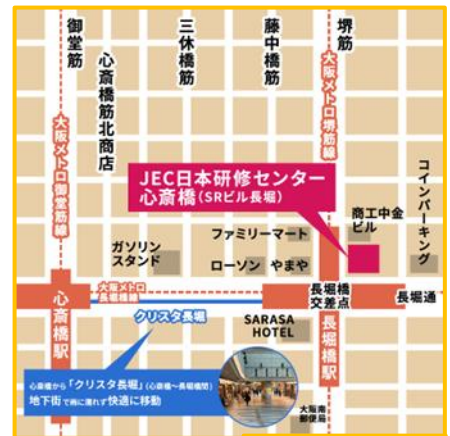 御堂筋
心斎橋筋北商店
三休橋筋
藤中橋筋
堺筋
大阪メトロ御堂筋線
大阪メトロ堺筋線
JEC日本研修センター
心斎橋(SRビル長堀)
コインパーキング
商工中金
ビル
ファミリーマート
ガソリン
スタンド
ローソン
やまや
大阪メトロ
長堀橋線
長堀橋
交差点
長堀通
クリスタ長堀
心斎橋駅
SARASA
HOTEL
長堀橋駅
心斎橋から「クリスタ長堀」(心斎橋〜長堀橋間)
地下街で雨に濡れず快適に移動
大阪南
郵便局